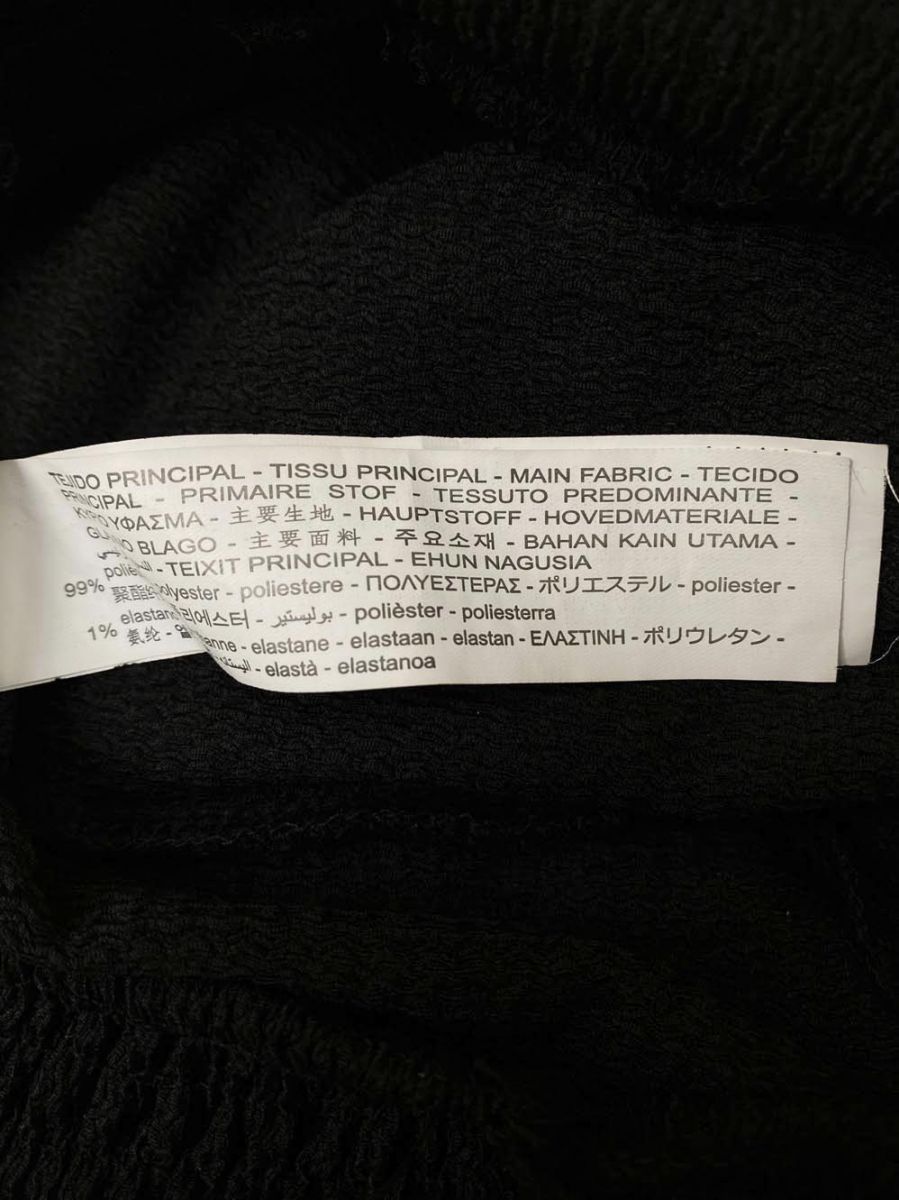 TEJIDO PRINCIPAL - TISSU PRINCIPAL - MAIN FABRIC - TECIDO
PRINCIPAL - PRIMAIRE STOF - TESSUTO PREDOMINANTE -
ΥΦΑΣΜΑ - 主要生地 - HAUPTSTOFF - HOVEDMATERIALE -
BLAGO - 主要面料 - 주요소재 - BAHAN KAIN UTAMA -
- TEIXIT PRINCIPAL - EHUN NAGUSIA
99% polyester - poliestere - ΠΟΛΥΕΣΤΕΡΑΣ - ポリエステル - poliester -
- بوليستير - polièster - poliesterra
1% 氨纶 - elastane - elastaan - elastan - ΕΛΑΣΤΙΝΗ - ポリウレタン -
- elastà - elastanoa